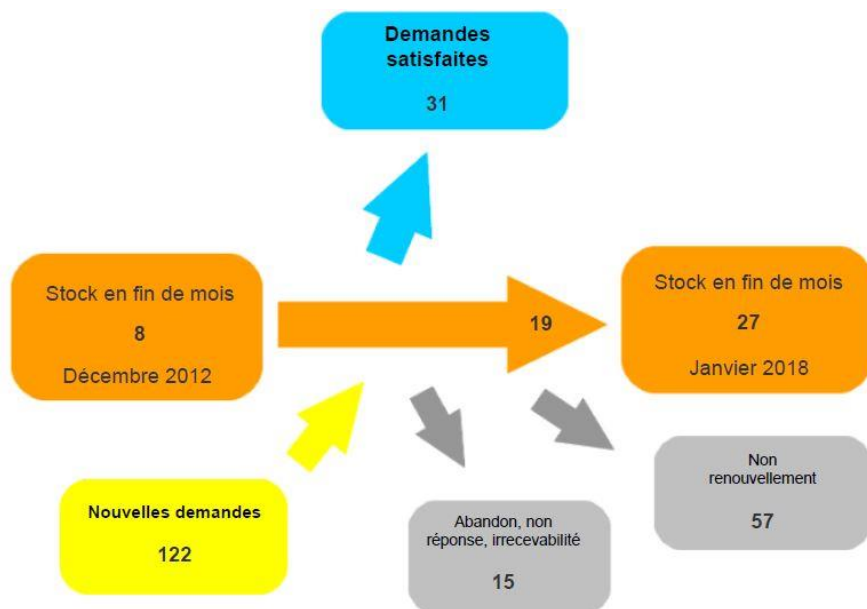 Demandes
satisfaites
31
Stock en fin de mois
8
Décembre 2012
19
Stock en fin de mois
27
Janvier 2018
Nouvelles demandes
122
Abandon, non
réponse, irrecevabilité
15
Non
renouvellement
57